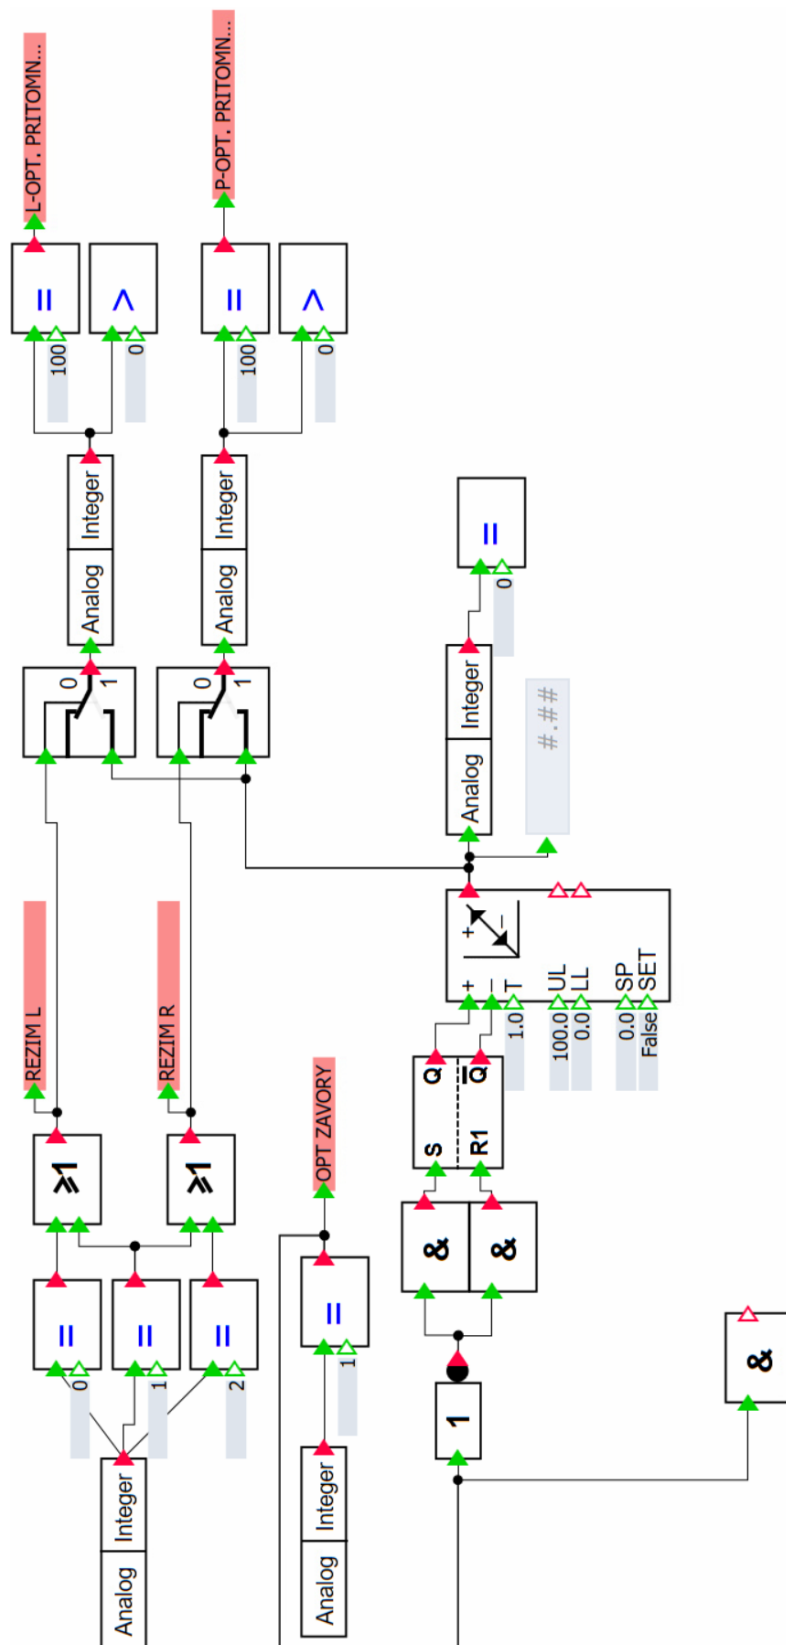 L-OPT. PRITOMN...
P-OPT. PRITOMN...
=
>
=
>
100
0
100
0
Integer
Analog
Integer
Analog
=
0
0
1
0
1
Integer
Analog
#.##
REZIM L
REZIM R
+
−
+
−
T
UL
LL
SP
SET
1.0
100.0
0.0
0.0
False
OPT ZAVORY
S
Q
R1
Q
≥1
≥1
&
&
=
=
=
=
0
1
2
1
1
&
Integer
Analog
Integer
Analog